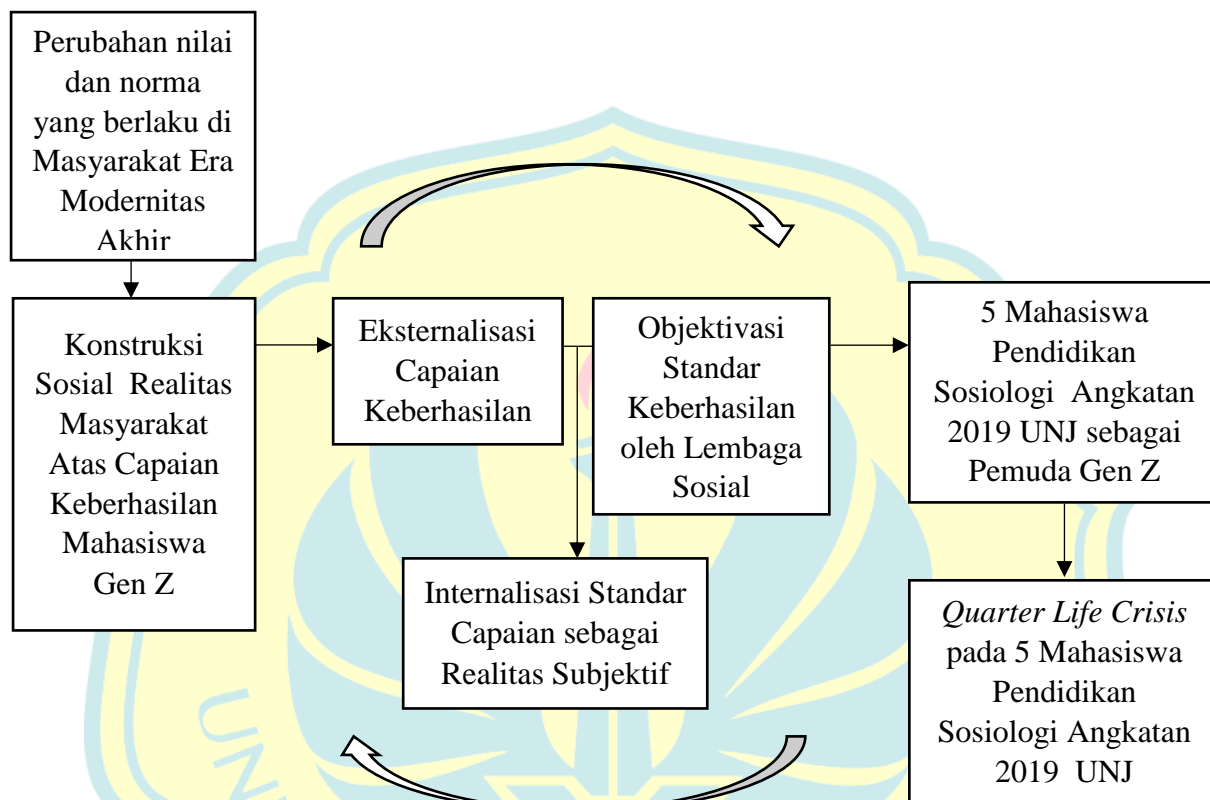 Perubahan nilai
dan norma
yang berlaku di
Masyarakat Era
Modernitas
Akhir
Konstruksi
Sosial Realitas
Masyarakat
Atas Capaian
Keberhasilan
Mahasiswa
Gen Z
Eksternalisasi
Capaian
Keberhasilan
Objektivasi
Standar
Keberhasilan
oleh Lembaga
Sosial
Internalisasi Standar
Capaian sebagai
Realitas Subjektif
5 Mahasiswa
Pendidikan
Sosiologi Angkatan
2019 UNJ sebagai
Pemuda Gen Z
Quarter Life Crisis
pada 5 Mahasiswa
Pendidikan
Sosiologi Angkatan
2019 UNJ